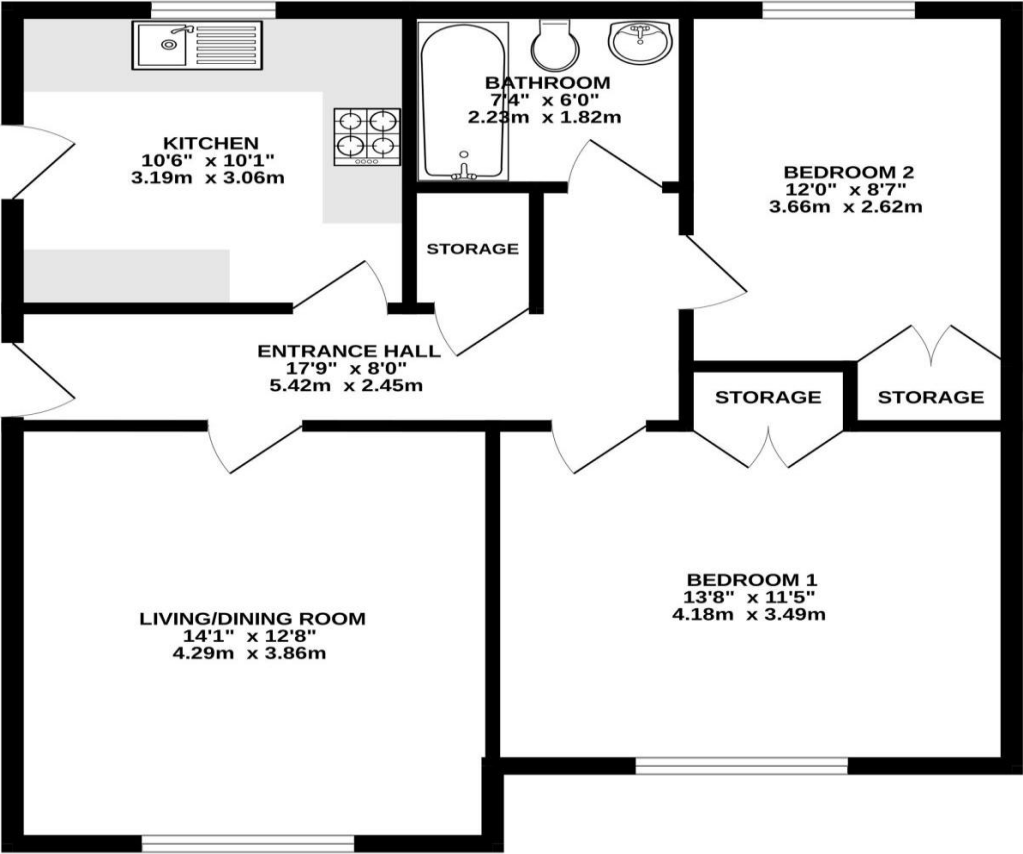 KITCHEN
10'6" x 10'1"
3.19m x 3.06m
BATHROOM
7'4" x 6'0"
2.23m x 1.82m
BEDROOM 2
12'0" x 8'7"
3.66m x 2.62m
STORAGE
ENTRANCE HALL
17'9" x 8'0"
5.42m x 2.45m
STORAGE
STORAGE
LIVING/DINING ROOM
14'1" x 12'8"
4.29m x 3.86m
BEDROOM 1
13'8" x 11'5"
4.18m x 3.49m